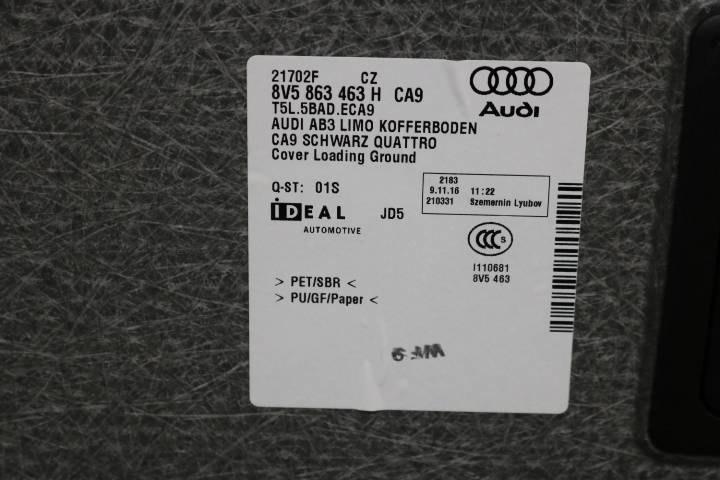 21702F CZ
8V5 863 463 H CA9
T5L.5BAD.ECA9
Audi
AUDI AB3 LIMO KOFFERBODEN
CA9 SCHWARZ QUATTRO
Cover Loading Ground
Q-ST: 01S
2183
9.11.16 11:22
210331 Szemernin Lyubov
IDEAL JD5
AUTOMOTIVE
CCC S
I110681
8V5 463
> PET/SBR <
> PU/GF/Paper <